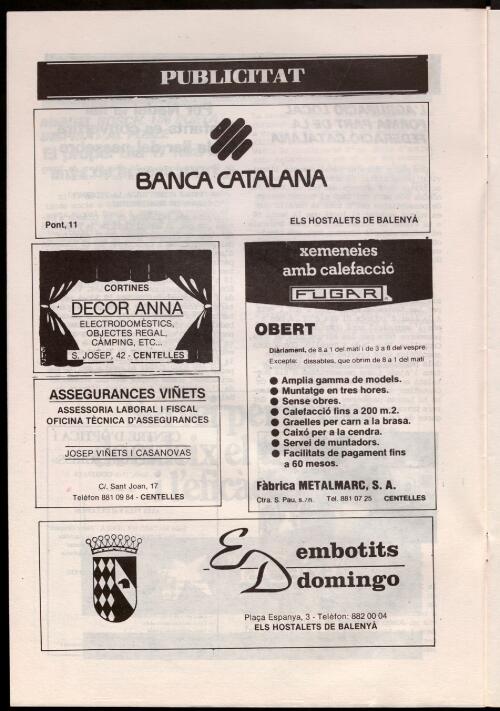 PUBLICITAT
BANCA CATALANA
Pont, 11
ELS HOSTALETS DE BALENYÀ
CORTINES
DECOR ANNA
ELECTRODOMÈSTICS,
OBJECTES REGAL,
CÀMPING, ETC...
S. JOSEP, 42 - CENTELLES
ASSEGURANCES VIÑETS
ASSESSORIA LABORAL I FISCAL
OFICINA TÈCNICA D'ASSEGURANCES
JOSEP VIÑETS I CASANOVAS
C/. Sant Joan, 17
Telèfon 881 09 84 - CENTELLES
xemeneies
amb calefacció
FUGAR
OBERT
Diàriament, de 8 a 1 del matí i de 3 a 8 del vespre.
Excepte: dissabtes, que obrim de 8 a 1 del matí
● Amplia gamma de models.
● Muntatge en tres hores.
● Sense obres.
● Calefacció fins a 200 m.2.
● Graelles per carn a la brasa.
● Caixó per a la cendra.
● Servei de muntadors.
● Facilitats de pagament fins
a 60 mesos.
Fàbrica METALMARC, S. A.
Ctra. S. Pau, s./n. Tel. 881 07 25 CENTELLES
ED embotits
domingo
Plaça Espanya, 3 - Telèfon: 882 00 04
ELS HOSTALETS DE BALENYÀ